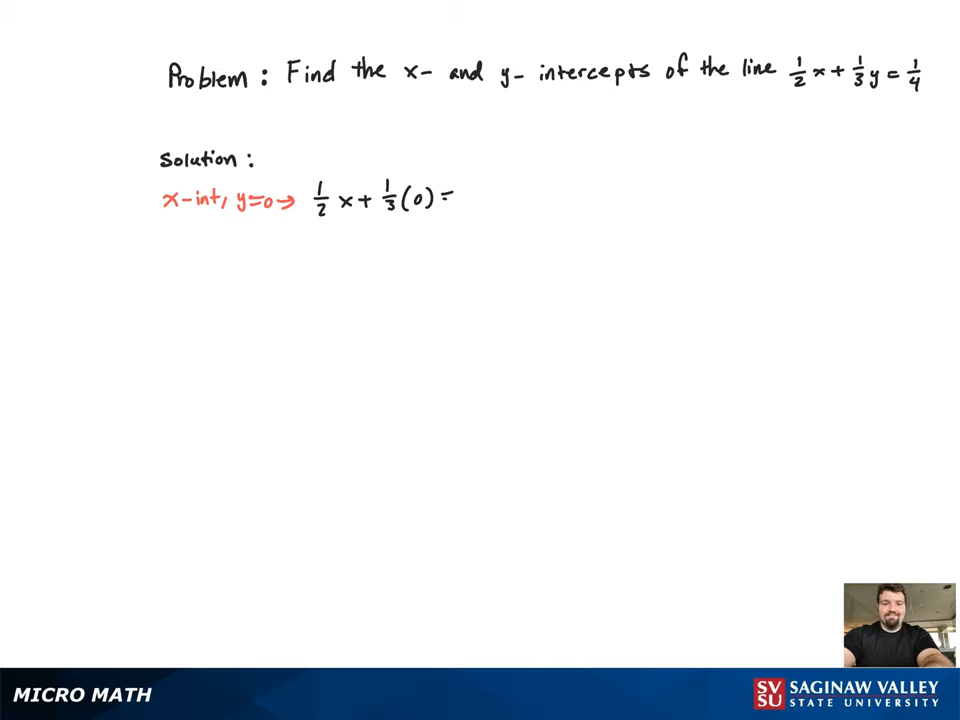 Problem: Find the x- and y- intercepts of the line 1/2 x + 1/3 y = 1/4
Solution:
x-int, y=0 → 1/2 x + 1/3 (0) =
MICRO MATH
SV SU SAGINAW VALLEY STATE UNIVERSITY